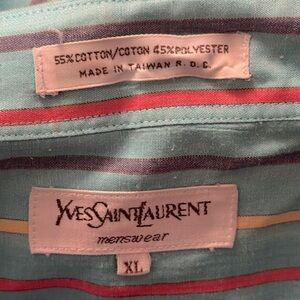 55% COTTON/COTON 45% POLYESTER
MADE IN TAIWAN R.O.C.
YVESSAINTLAURENT
menswear
XL